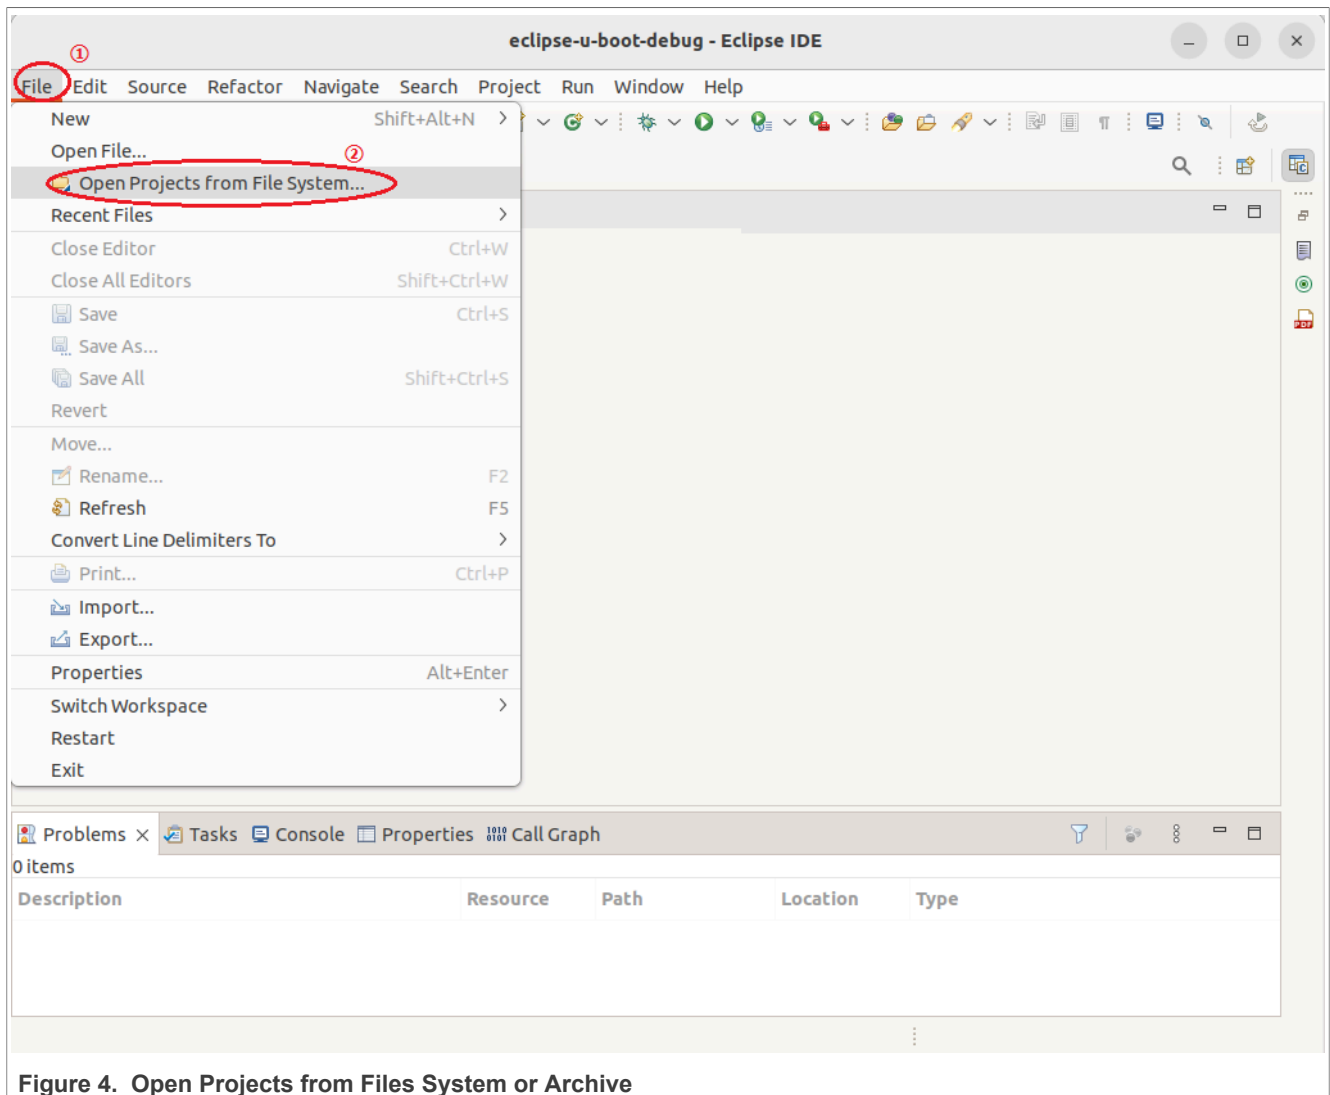 eclipse-u-boot-debug - Eclipse IDE
①
File Edit Source Refactor Navigate Search Project Run Window Help
New Shift+Alt+N
Open File...
②
Open Projects from File System...
Recent Files
Close Editor Ctrl+W
Close All Editors Shift+Ctrl+W
Save Ctrl+S
Save As...
Save All Shift+Ctrl+S
Revert
Move...
Rename... F2
Refresh F5
Convert Line Delimiters To
Print... Ctrl+P
Import...
Export...
Properties Alt+Enter
Switch Workspace
Restart
Exit
PDF
Problems Tasks Console Properties Call Graph
0 items
Description Resource Path Location Type
Figure 4. Open Projects from Files System or Archive